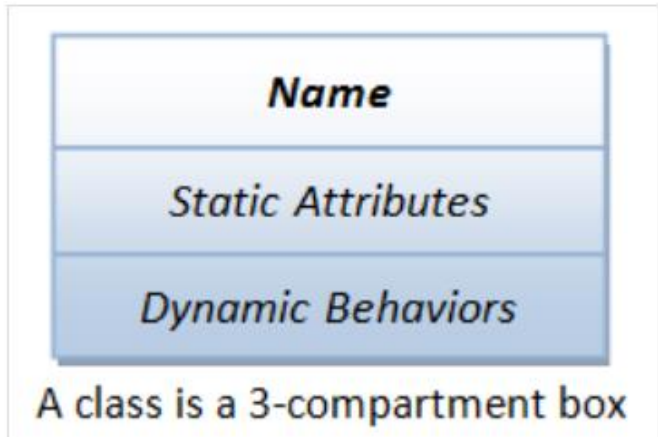 Name
Static Attributes
Dynamic Behaviors
A class is a 3-compartment box